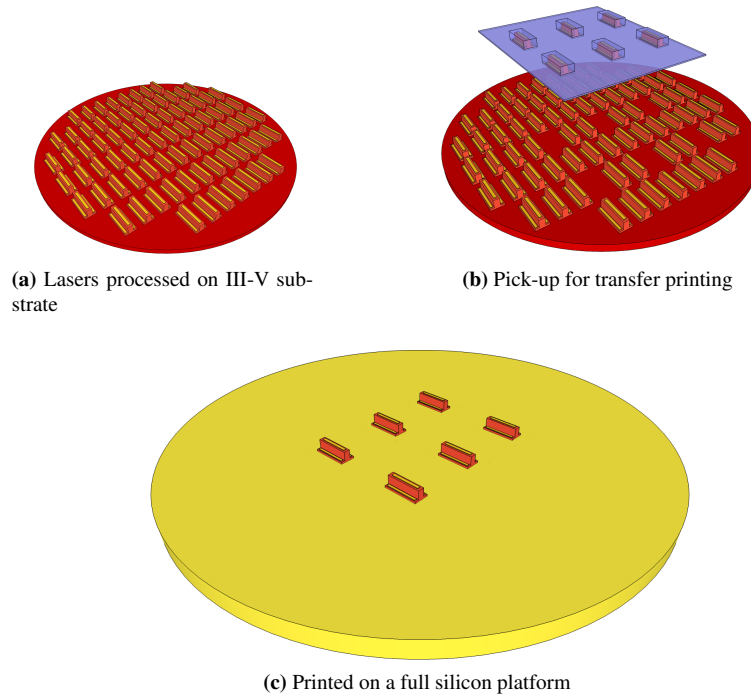 (a) Lasers processed on III-V sub-
strate
(b) Pick-up for transfer printing
(c) Printed on a full silicon platform